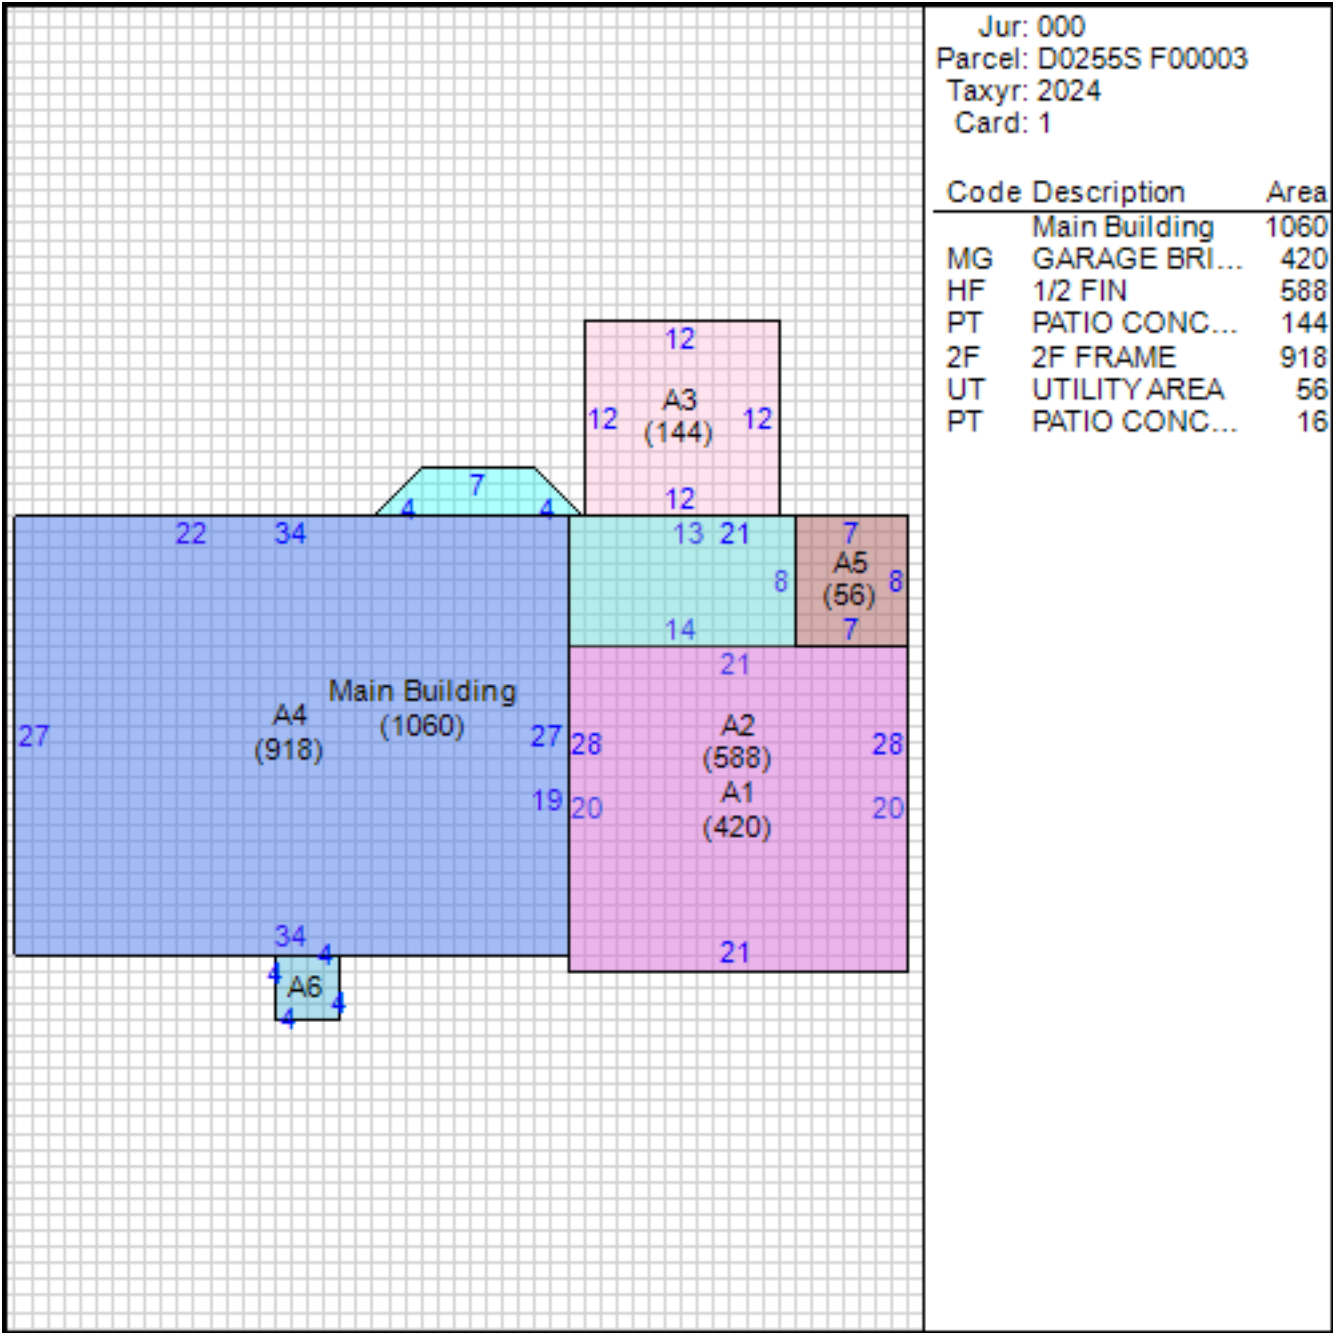 Jur: 000
Parcel: D0255S F00003
Taxyr: 2024
Card: 1
Code Description Area
Main Building 1060
MG GARAGE BRI... 420
HF 1/2 FIN 588
PT PATIO CONC... 144
2F 2F FRAME 918
UT UTILITY AREA 56
PT PATIO CONC... 16
12
A3
12 12
(144)
12
7
4 4
22 34 13 21 7
A5
8 8
(56)
14 7
21
Main Building
(1060)
A4
(918)
27 27 28 28
A2
(588)
A1
(420)
19 20 20
34 21
4
4 A6
4
4